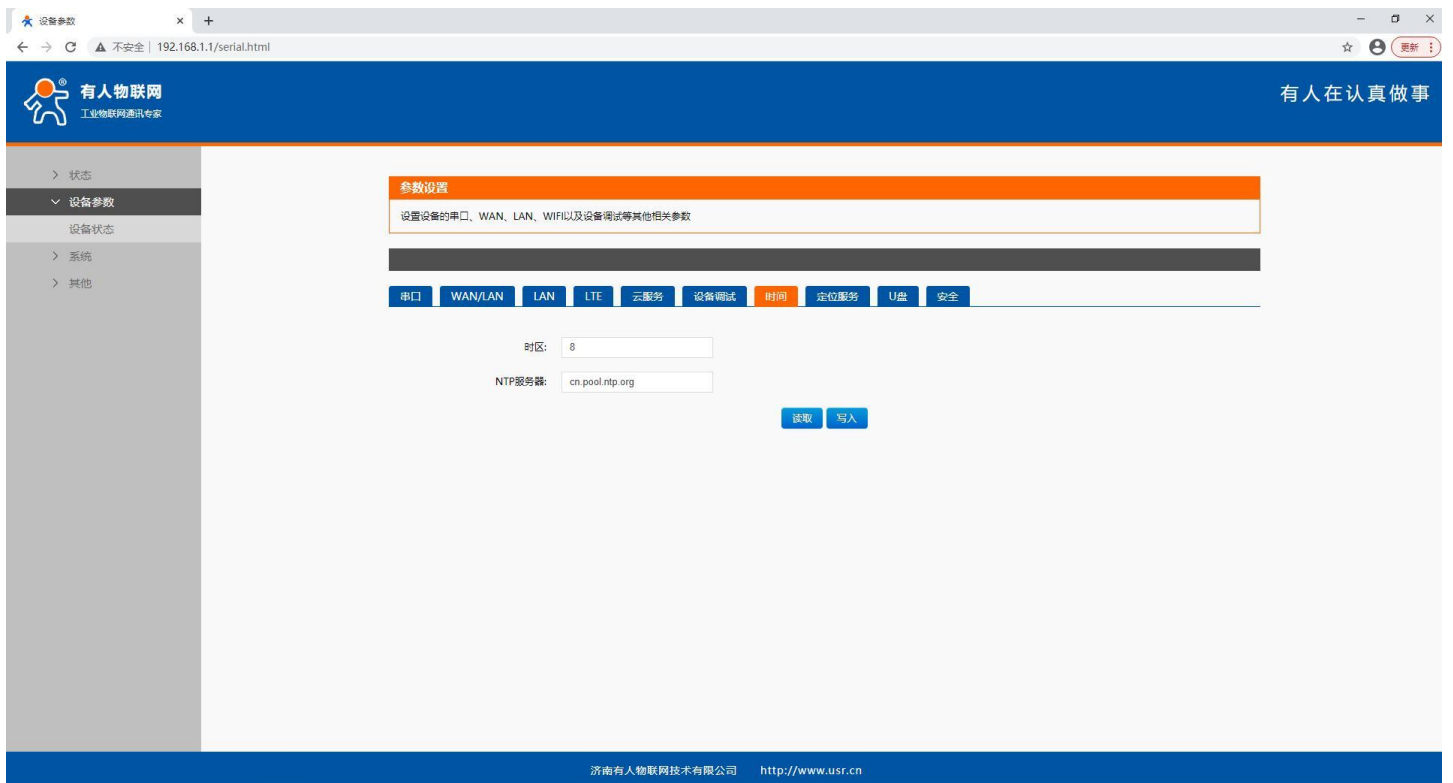 设备参数
更新
不安全 | 192.168.1.1/serial.html
有人物联网
工业物联网通讯专家
有人在认真做事
状态
设备参数
设备状态
系统
其他
参数设置
设置设备的串口、WAN、LAN、WIFI以及设备调试等其他相关参数
串口 WAN/LAN LAN LTE 云服务 设备调试 时间 定位服务 U盘 安全
时区: 8
NTP服务器: cn.pool.ntp.org
读取 写入
济南有人物联网技术有限公司 http://www.usr.cn